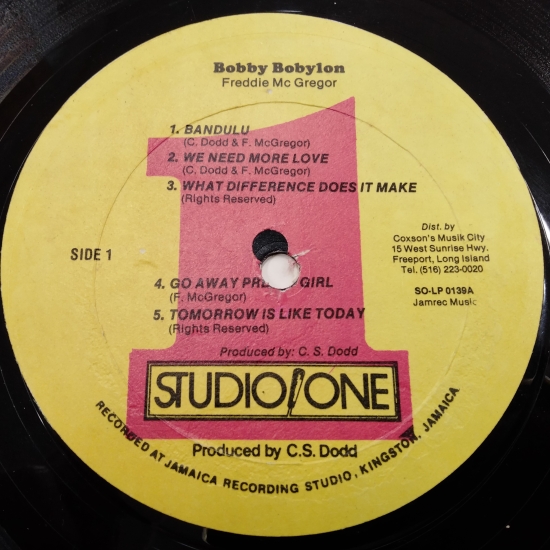 Bobby Bobylon
Freddie Mc Gregor
1. BANDULU
(C. Dodd & F. McGregor)
2. WE NEED MORE LOVE
(C. Dodd & F. McGregor)
3. WHAT DIFFERENCE DOES IT MAKE
(Rights Reserved)
SIDE 1
Dist. by
Coxson's Musik City
15 West Sunrise Hwy.
Freeport, Long Island
Tel. (516) 223-0020
SO-LP 0139A
Jamrec Music
4. GO AWAY GIRL
(F. McGregor)
5. TOMORROW IS LIKE TODAY
(Rights Reserved)
Produced by: C. S. Dodd
1
STUDIO ONE
Produced by C.S. Dodd
RECORDED AT JAMAICA RECORDING STUDIO, KINGSTON, JAMAICA